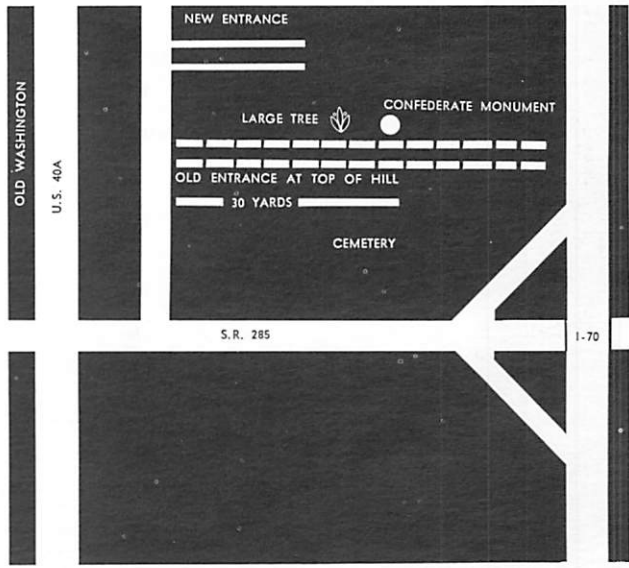 NEW ENTRANCE
OLD WASHINGTON
U.S. 40A
LARGE TREE
CONFEDERATE MONUMENT
OLD ENTRANCE AT TOP OF HILL
30 YARDS
CEMETERY
S.R. 285
I-70